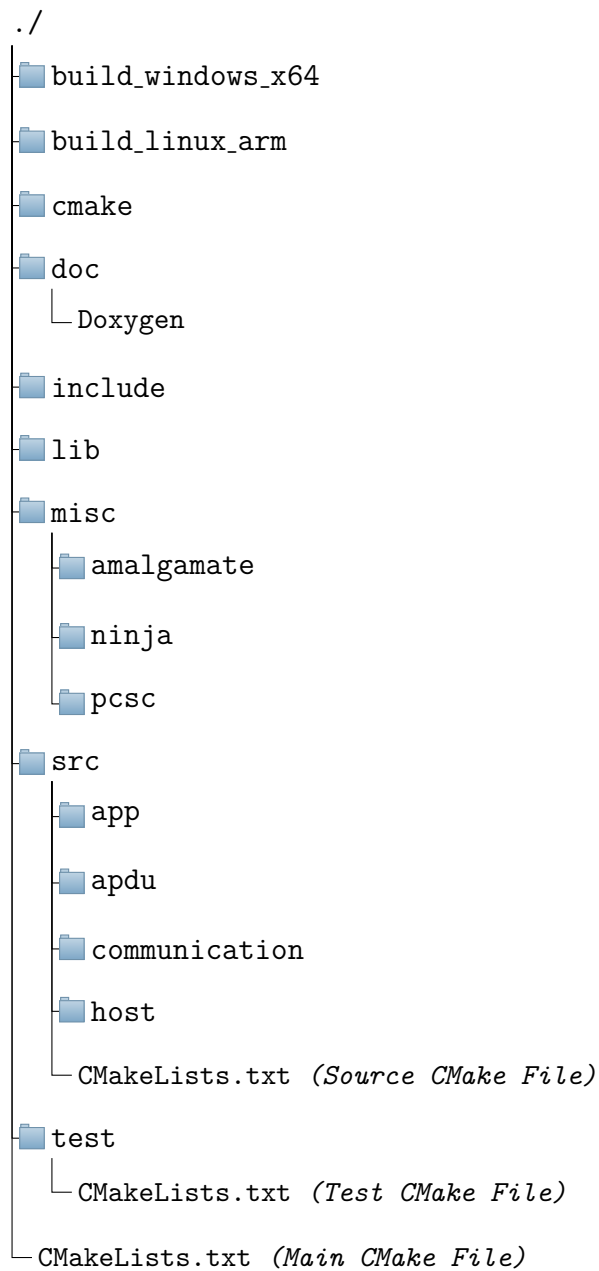 ./
build_windows_x64
build_linux_arm
cmake
doc
Doxygen
include
lib
misc
amalgamate
ninja
pcsc
src
app
apdu
communication
host
CMakeLists.txt (Source CMake File)
test
CMakeLists.txt (Test CMake File)
CMakeLists.txt (Main CMake File)